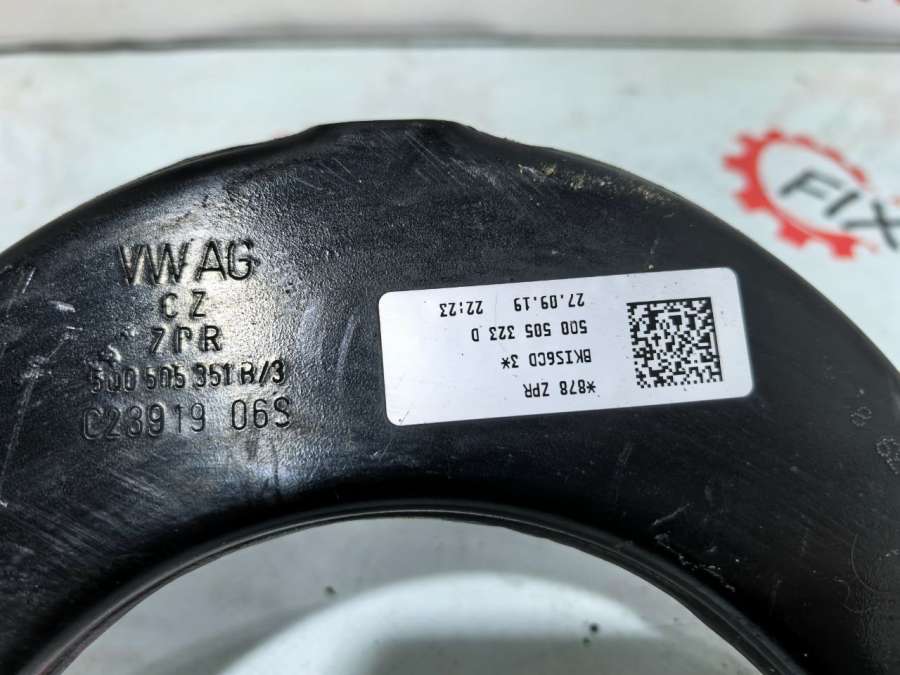 VW AG
CZ
ZPR
5Q0 505 351 B/3
C23919 06S
*878 ZPR
BKIS6CD 3*
5Q0 505 323 D
27.09.19 22:23
FIX